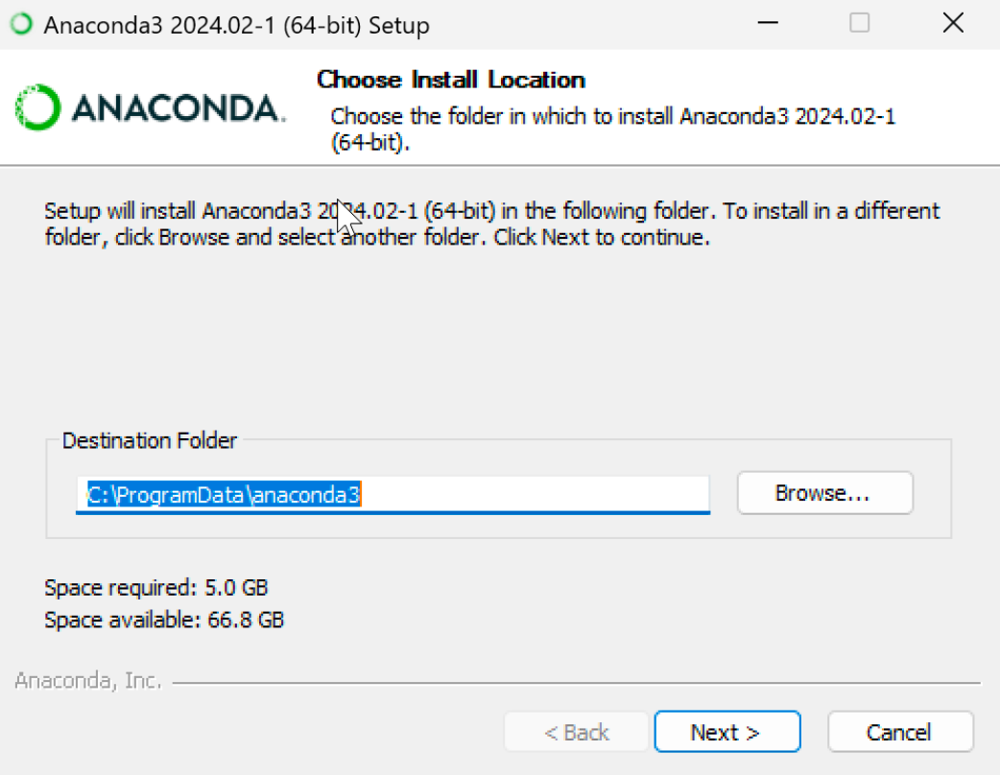 Anaconda3 2024.02-1 (64-bit) Setup
ANACONDA.
Choose Install Location
Choose the folder in which to install Anaconda3 2024.02-1
(64-bit).
Setup will install Anaconda3 2024.02-1 (64-bit) in the following folder. To install in a different
folder, click Browse and select another folder. Click Next to continue.
Destination Folder
C:\ProgramData\anaconda3
Browse...
Space required: 5.0 GB
Space available: 66.8 GB
Anaconda, Inc.
< Back
Next >
Cancel